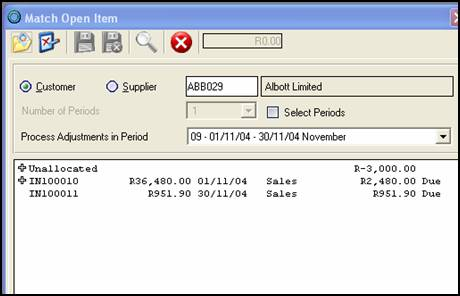 Match Open Item
R0.00
Customer Supplier ABB029 Albott Limited
Number of Periods 1 Select Periods
Process Adjustments in Period 09 - 01/11/04 - 30/11/04 November
Unallocated R-3,000.00
IN100010 R36,480.00 01/11/04 Sales R2,480.00 Due
IN100011 R951.90 30/11/04 Sales R951.90 Due